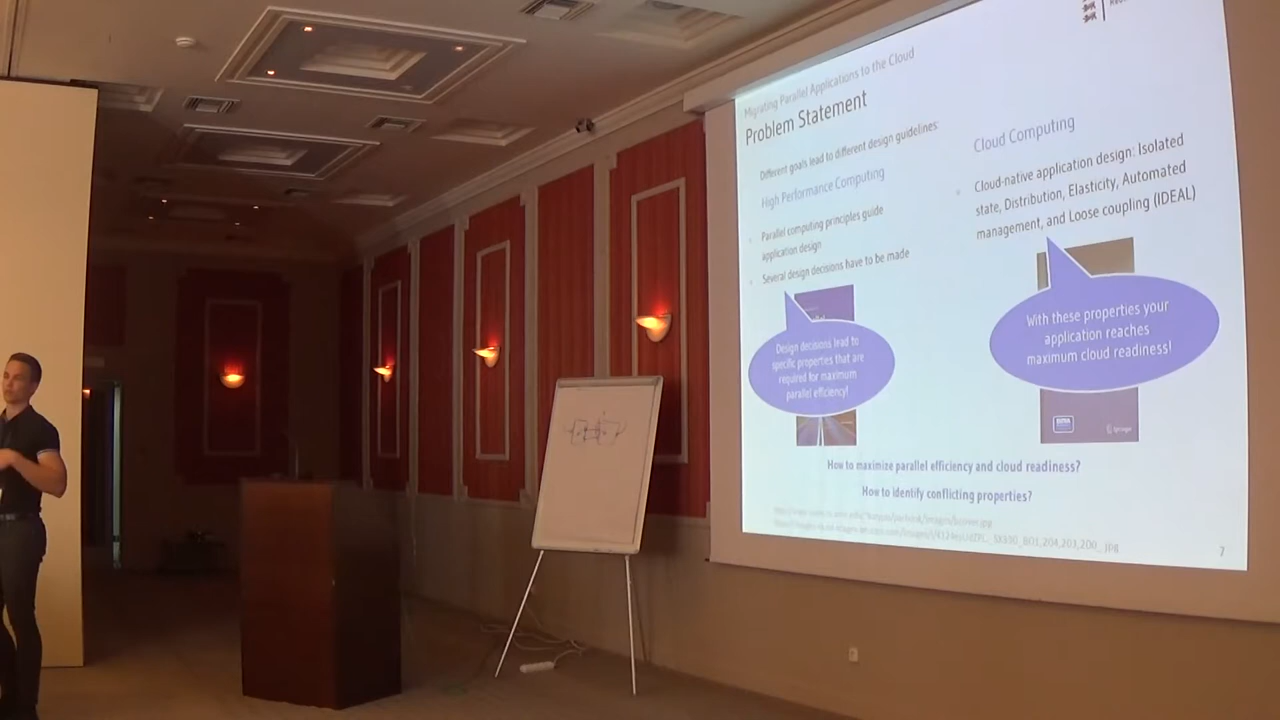 Migrating Parallel Applications to the Cloud
Problem Statement
Different goals lead to different design guidelines:
High Performance Computing
Parallel computing principles guide
application design
Several design decisions have to be made
Design decisions lead to
specific properties that are
required for maximum
parallel efficiency!
Cloud Computing
Cloud-native application design: Isolated
state, Distribution, Elasticity, Automated
management, and Loose coupling (IDEAL)
With these properties your
application reaches
maximum cloud readiness!
Springer
How to maximize parallel efficiency and cloud readiness?
How to identify conflicting properties?
7